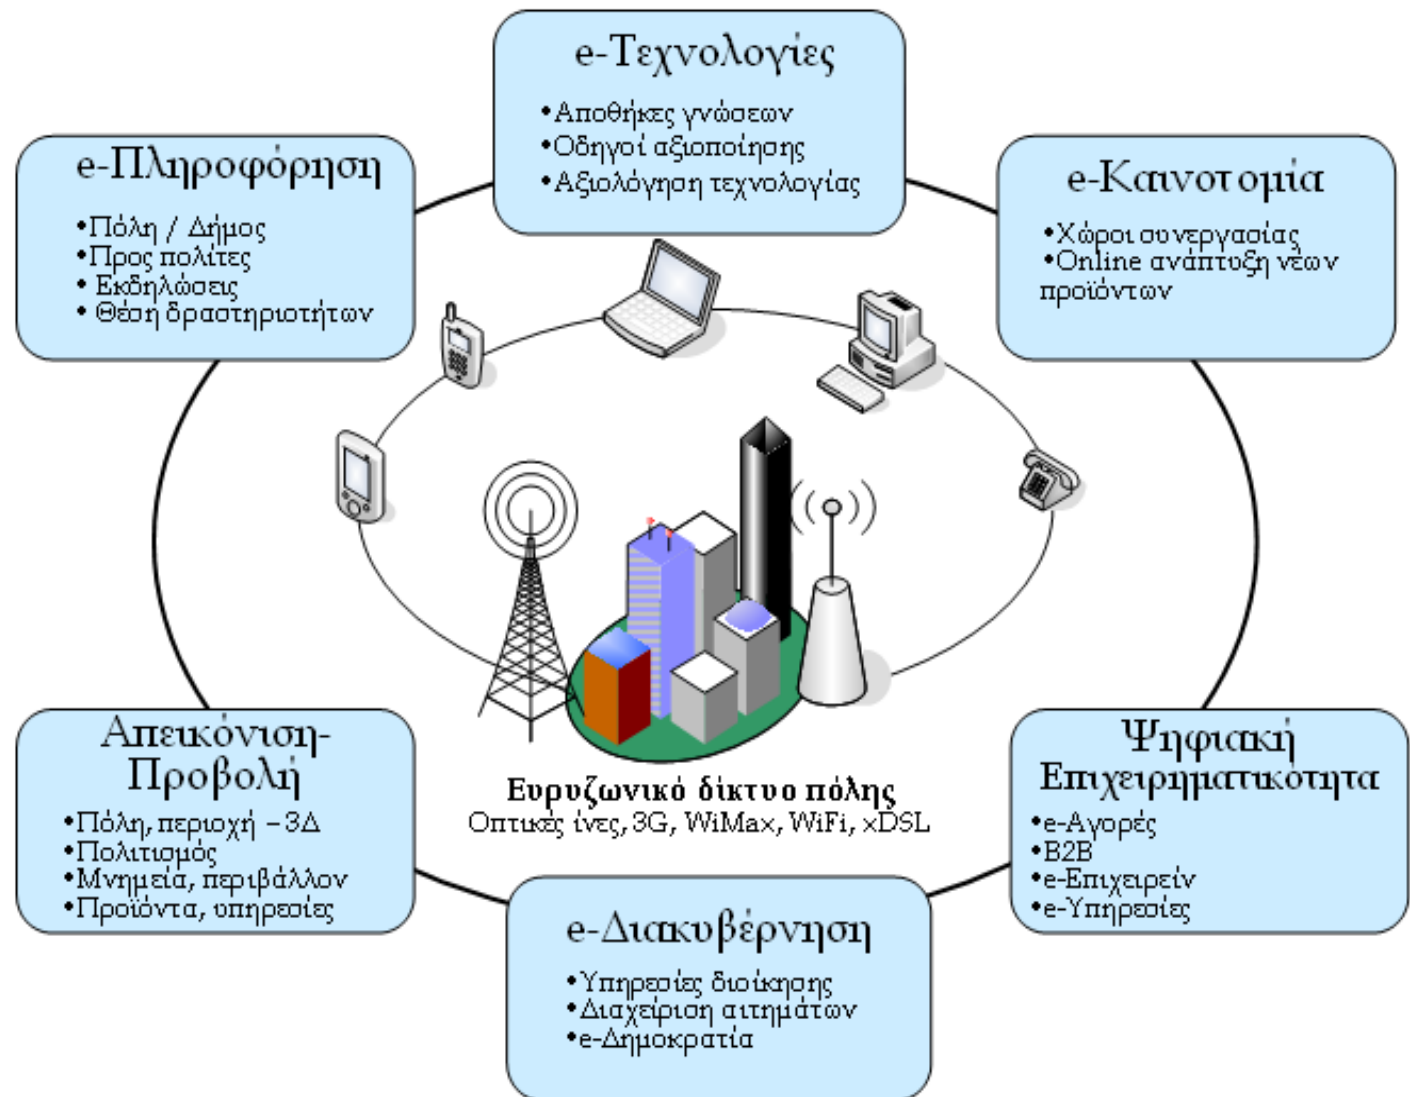 e-Τεχνολογίες
•Αποθήκες γνώσεων
•Οδηγοί αξιοποίησης
•Αξιολόγηση τεχνολογίας
e-Πληροφόρηση
•Πόλη / Δήμος
•Προς πολίτες
• Εκδηλώσεις
• Θέση δραστηριοτήτων
e-Καινοτομία
•Χώροι συνεργασίας
•Online ανάπτυξη νέων
προϊόντων
Απεικόνιση-
Προβολή
•Πόλη, περιοχή – 3Δ
•Πολιτισμός
•Μνημεία, περιβάλλον
•Προϊόντα, υπηρεσίες
Ευρυζωνικό δίκτυο πόλης
Οπτικές ίνες, 3G, WiMax, WiFi, xDSL
Ψηφιακή
Επιχειρηματικότητα
•e-Αγορές
•B2B
•e-Επιχειρείν
•e-Υπηρεσίες
e-Διακυβέρνηση
•Υπηρεσίες διοίκησης
•Διαχείριση αιτημάτων
•e-Δημοκρατία